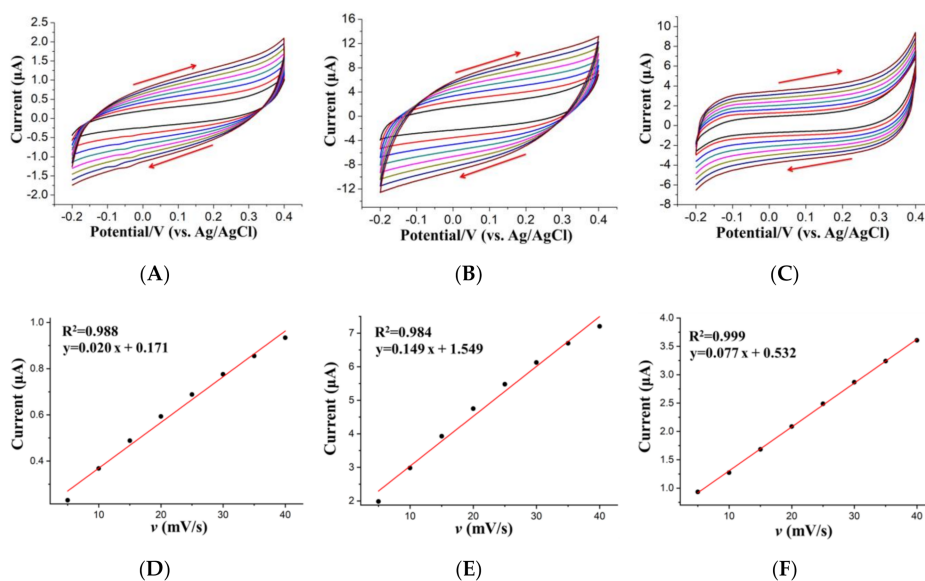 2.5
2.0
1.5
1.0
0.5
0.0
-0.5
-1.0
-1.5
-2.0
Current (μA)
-0.2 -0.1 0.0 0.1 0.2 0.3 0.4
Potential/V (vs. Ag/AgCl)
(A)
16
12
8
4
0
-4
-8
-12
Current (μA)
-0.2 -0.1 0.0 0.1 0.2 0.3 0.4
Potential/V (vs. Ag/AgCl)
(B)
10
8
6
4
2
0
-2
-4
-6
-8
Current (μA)
-0.2 -0.1 0.0 0.1 0.2 0.3 0.4
Potential/V (vs. Ag/AgCl)
(C)
R²=0.988
y=0.020 x + 0.171
1.0
0.8
0.6
0.4
Current (μA)
10 20 30 40
v (mV/s)
(D)
R²=0.984
y=0.149 x + 1.549
7
6
5
4
3
2
Current (μA)
10 20 30 40
v (mV/s)
(E)
R²=0.999
y=0.077 x + 0.532
4.0
3.5
3.0
2.5
2.0
1.5
1.0
Current (μA)
10 20 30 40
v (mV/s)
(F)